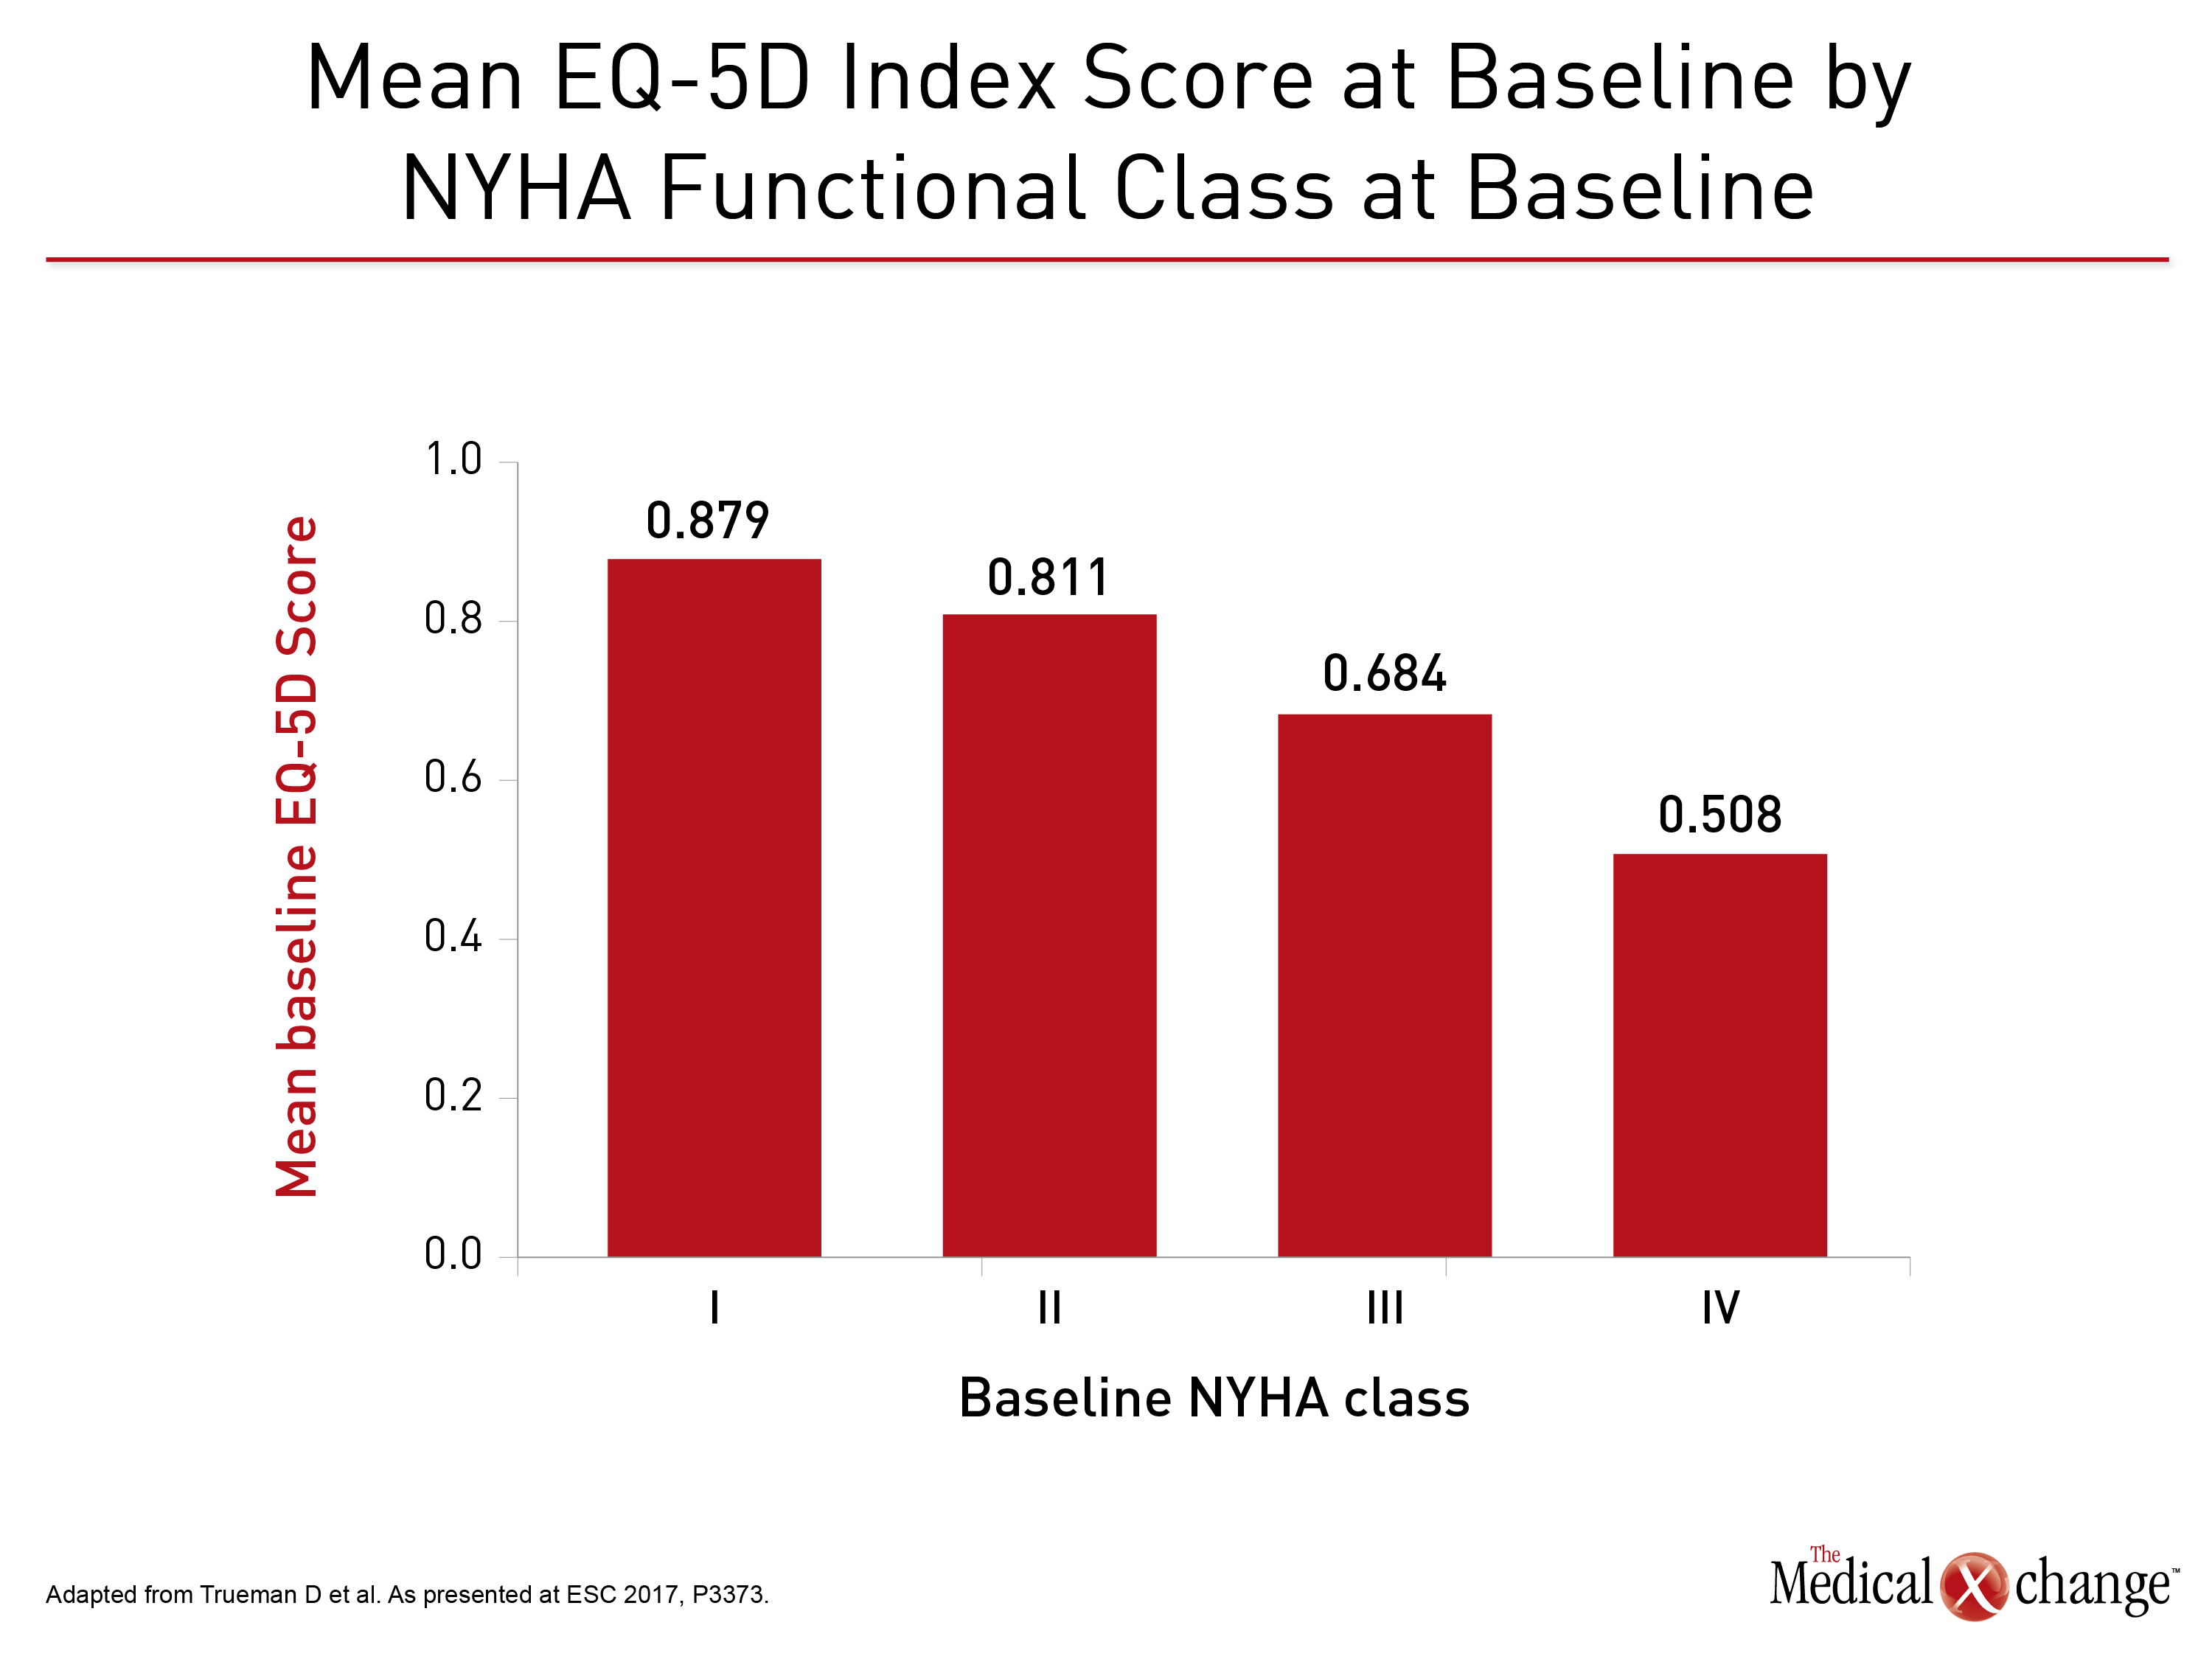 Mean EQ-5D Index Score at Baseline by
NYHA Functional Class at Baseline
Mean baseline EQ-5D Score
1.0
0.8
0.6
0.4
0.2
0.0
0.879
0.811
0.684
0.508
I
II
III
IV
Baseline NYHA class
Adapted from Trueman D et al. As presented at ESC 2017, P3373.
The
Medical Xchange™